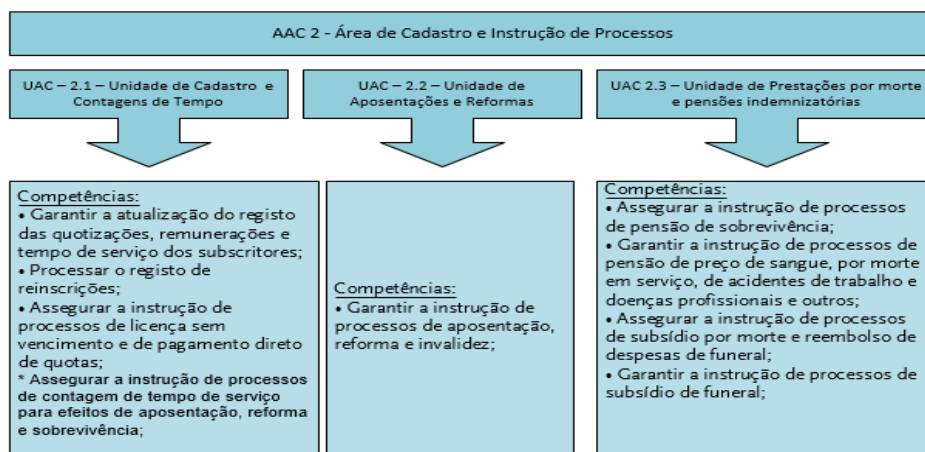 AAC 2 - Área de Cadastro e Instrução de Processos
UAC – 2.1 – Unidade de Cadastro e
Contagens de Tempo
UAC – 2.2 – Unidade de
Aposentações e Reformas
UAC 2.3 – Unidade de Prestações por morte
e pensões indemnizatórias
Competências:
• Garantir a atualização do registo
das quotizações, remunerações e
tempo de serviço dos subscritores;
• Processar o registo de
reinscrições;
• Assegurar a instrução de
processos de licença sem
vencimento e de pagamento direto
de quotas;
* Assegurar a instrução de processos
de contagem de tempo de serviço
para efeitos de aposentação, reforma
e sobrevivência;
Competências:
• Garantir a instrução de
processos de aposentação,
reforma e invalidez;
Competências:
• Assegurar a instrução de processos
de pensão de sobrevivência;
• Garantir a instrução de processos de
pensão de preço de sangue, por morte
em serviço, de acidentes de trabalho e
doenças profissionais e outros;
• Assegurar a instrução de processos
de subsídio por morte e reembolso de
despesas de funeral;
• Garantir a instrução de processos de
subsídio de funeral;